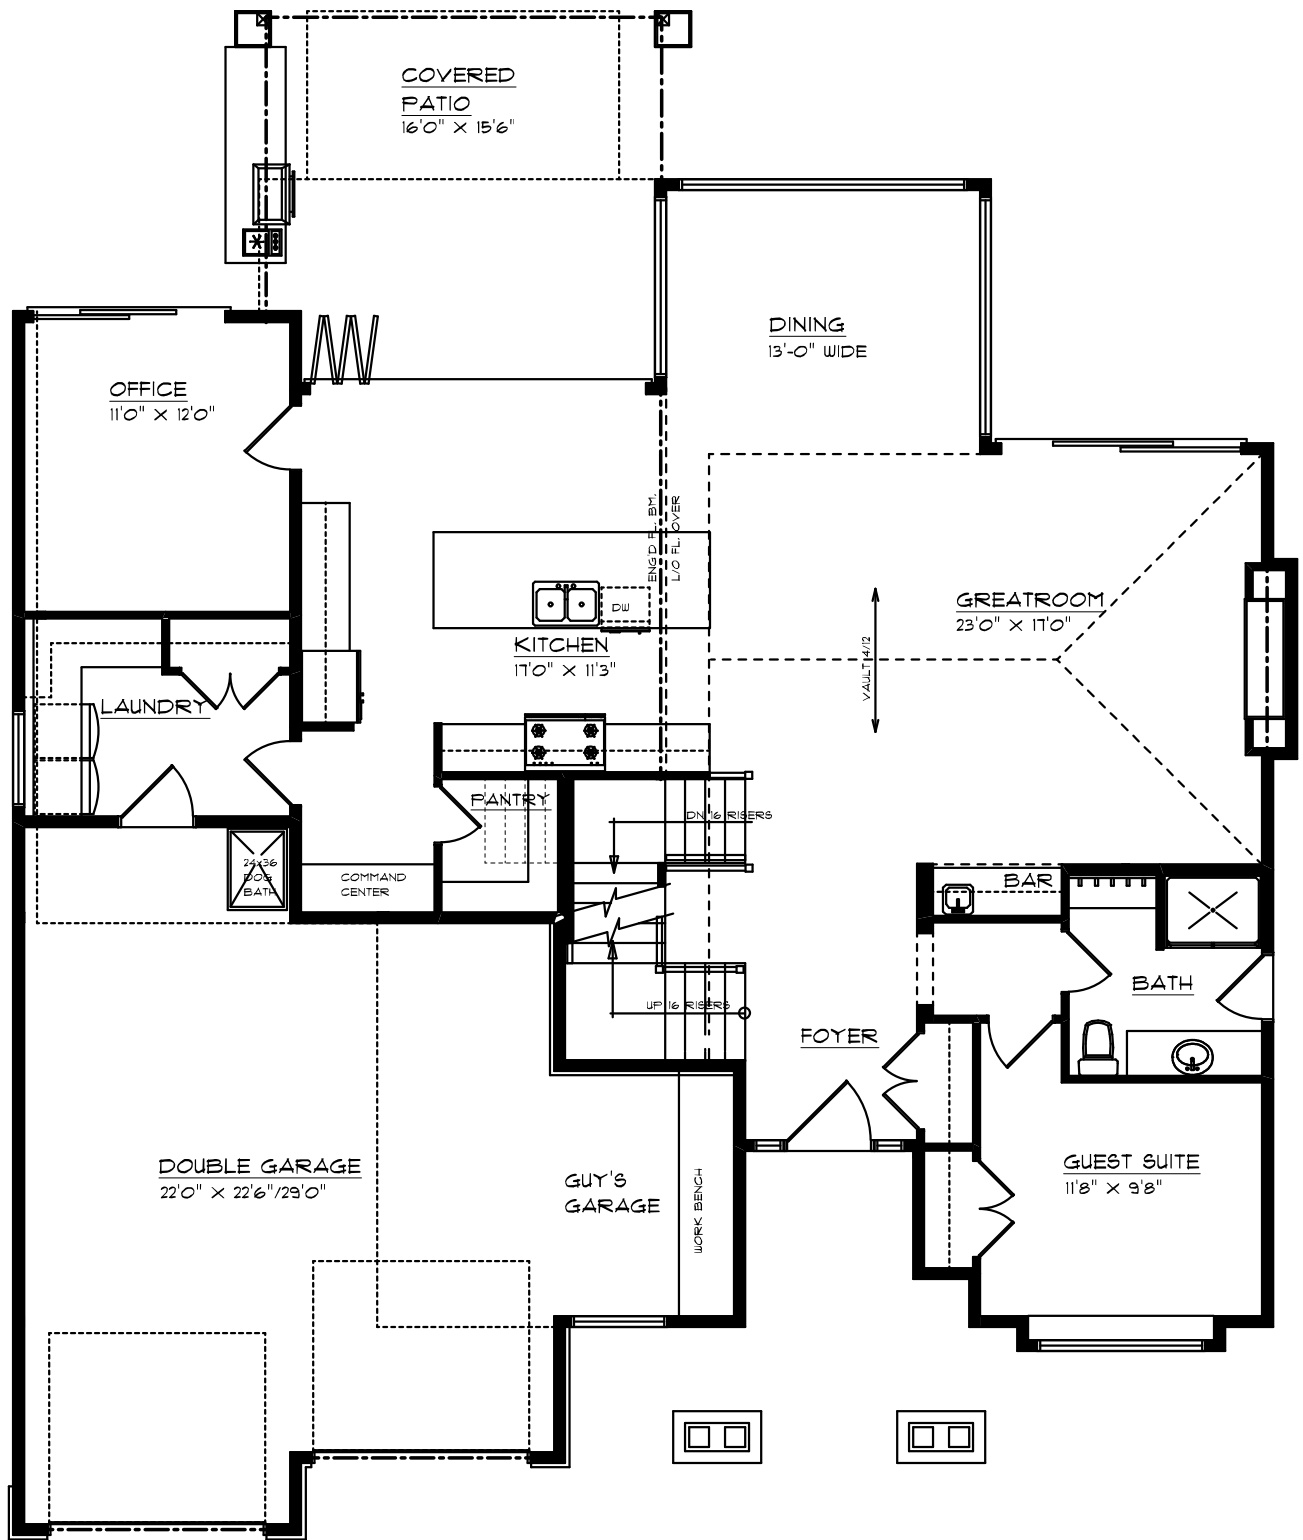 COVERED
PATIO
16'0" X 15'6"
DINING
13'-0" WIDE
OFFICE
11'0" X 12'0"
ENG'D FL. BM.
L/O FL. OVER
DW
GREATROOM
23'0" X 17'0"
KITCHEN
17'0" X 11'3"
VAULT 4/12
LAUNDRY
PANTRY
DN 16 RISERS
24x36
DOG
BATH
COMMAND
CENTER
BAR
BATH
UP 16 RISERS
FOYER
DOUBLE GARAGE
22'0" X 22'6"/29'0"
GUY'S
GARAGE
WORK BENCH
GUEST SUITE
11'8" X 9'8"